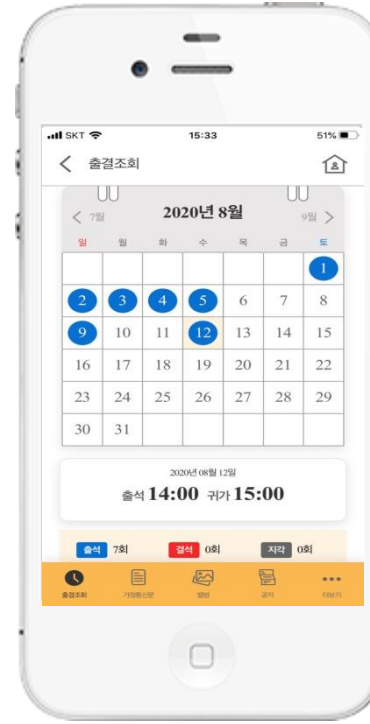 SKT 15:33 51%
출결조회
7월 2020년 8월 9월
일 월 화 수 목 금 토
1
2 3 4 5 6 7 8
9 10 11 12 13 14 15
16 17 18 19 20 21 22
23 24 25 26 27 28 29
30 31
2020년 08월 12일
출석 14:00 귀가 15:00
출석 7회 결석 0회 지각 0회
출결조회 가정통신문 앨범 공지 더보기